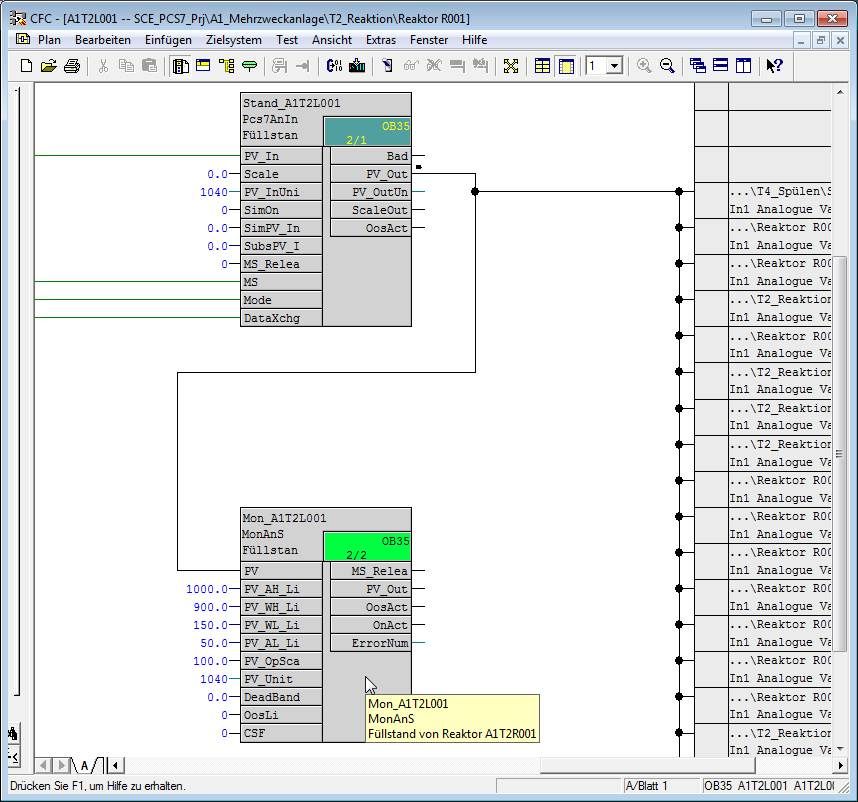 CFC - [A1T2L001 -- SCE_PCS7_Prj\A1_Mehrzweckanlage\T2_Reaktion\Reaktor R001]
Plan Bearbeiten Einfügen Zielsystem Test Ansicht Extras Fenster Hilfe
1
Stand_A1T2L001
Pcs7AnIn
Füllstan
OB35
2/1
PV_In Bad
0.0 Scale PV_Out
1040 PV_InUni PV_OutUn
0 SimOn ScaleOut
0.0 SimPV_In OosAct
0.0 SubsPV_I
0 MS_Relea
MS
Mode
DataXchg
...\T4_Spülen\S
In1 Analogue Va
...\Reaktor R00
In1 Analogue Va
...\Reaktor R00
In1 Analogue Va
...\T2_Reaktion
In1 Analogue Va
...\Reaktor R00
In1 Analogue Va
...\T2_Reaktion
In1 Analogue Va
...\T2_Reaktion
In1 Analogue Va
...\T2_Reaktion
In1 Analogue Va
...\Reaktor R00
In1 Analogue Va
...\Reaktor R00
In1 Analogue Va
...\Reaktor R00
In1 Analogue Va
...\Reaktor R00
In1 Analogue Va
...\Reaktor R00
In1 Analogue Va
...\Reaktor R00
In1 Analogue Va
...\Reaktor R00
In1 Analogue Va
...\T2_Reaktion
In1 Analogue Va
Mon_A1T2L001
MonAnS
Füllstan
OB35
2/2
PV MS_Relea
1000.0 PV_AH_Li PV_Out
900.0 PV_WH_Li OosAct
150.0 PV_WL_Li OnAct
50.0 PV_AL_Li ErrorNum
100.0 PV_OpSca
1040 PV_Unit
0.0 DeadBand
0 OosLi
0 CSF
Mon_A1T2L001
MonAnS
Füllstand von Reaktor A1T2R001
A
Drücken Sie F1, um Hilfe zu erhalten.
A/Blatt 1
OB35 A1T2L001 A1T2L00